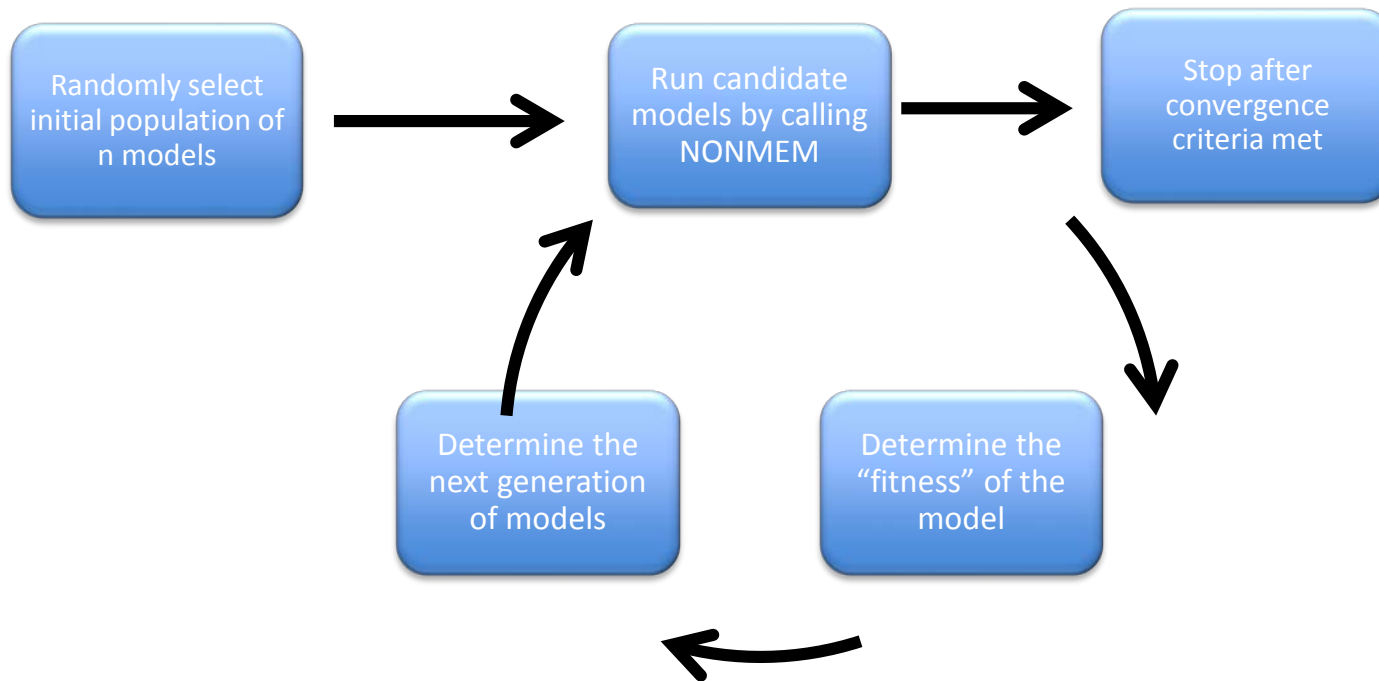 Randomly select
initial population of
n models
Run candidate
models by calling
NONMEM
Stop after
convergence
criteria met
Determine the
next generation
of models
Determine the
“fitness” of the
model